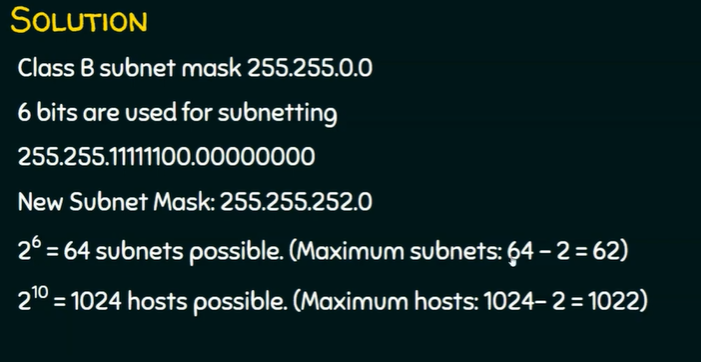 SOLUTION
Class B subnet mask 255.255.0.0
6 bits are used for subnetting
255.255.11111100.00000000
New Subnet Mask: 255.255.252.0
2⁶ = 64 subnets possible. (Maximum subnets: 64 – 2 = 62)
2¹⁰ = 1024 hosts possible. (Maximum hosts: 1024– 2 = 1022)